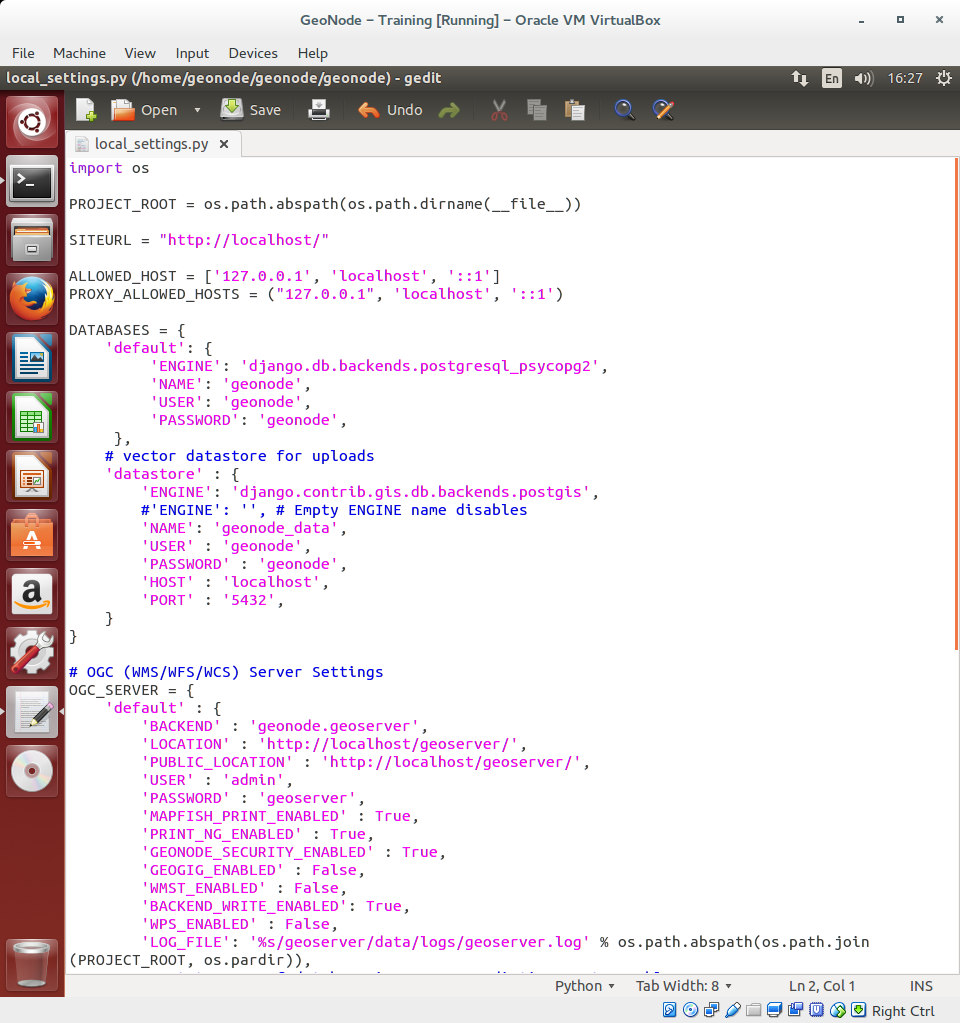 GeoNode – Training [Running] – Oracle VM VirtualBox
File Machine View Input Devices Help
local_settings.py (/home/geonode/geonode/geonode) - gedit En 16:27
Open Save Undo
local_settings.py
import os
PROJECT_ROOT = os.path.abspath(os.path.dirname(__file__))
SITEURL = "http://localhost/"
ALLOWED_HOST = ['127.0.0.1', 'localhost', '::1']
PROXY_ALLOWED_HOSTS = ("127.0.0.1", 'localhost', '::1')
DATABASES = {
    'default': {
         'ENGINE': 'django.db.backends.postgresql_psycopg2',
         'NAME': 'geonode',
         'USER': 'geonode',
         'PASSWORD': 'geonode',
     },
    # vector datastore for uploads
    'datastore' : {
        'ENGINE': 'django.contrib.gis.db.backends.postgis',
        #'ENGINE': '', # Empty ENGINE name disables
        'NAME': 'geonode_data',
        'USER' : 'geonode',
        'PASSWORD' : 'geonode',
        'HOST' : 'localhost',
        'PORT' : '5432',
    }
}
# OGC (WMS/WFS/WCS) Server Settings
OGC_SERVER = {
    'default' : {
        'BACKEND' : 'geonode.geoserver',
        'LOCATION' : 'http://localhost/geoserver/',
        'PUBLIC_LOCATION' : 'http://localhost/geoserver/',
        'USER' : 'admin',
        'PASSWORD' : 'geoserver',
        'MAPFISH_PRINT_ENABLED' : True,
        'PRINT_NG_ENABLED' : True,
        'GEONODE_SECURITY_ENABLED' : True,
        'GEOGIG_ENABLED' : False,
        'WMST_ENABLED' : False,
        'BACKEND_WRITE_ENABLED': True,
        'WPS_ENABLED' : False,
        'LOG_FILE': '%s/geoserver/data/logs/geoserver.log' % os.path.abspath(os.path.join
(PROJECT_ROOT, os.pardir)),
Python Tab Width: 8 Ln 2, Col 1 INS
Right Ctrl